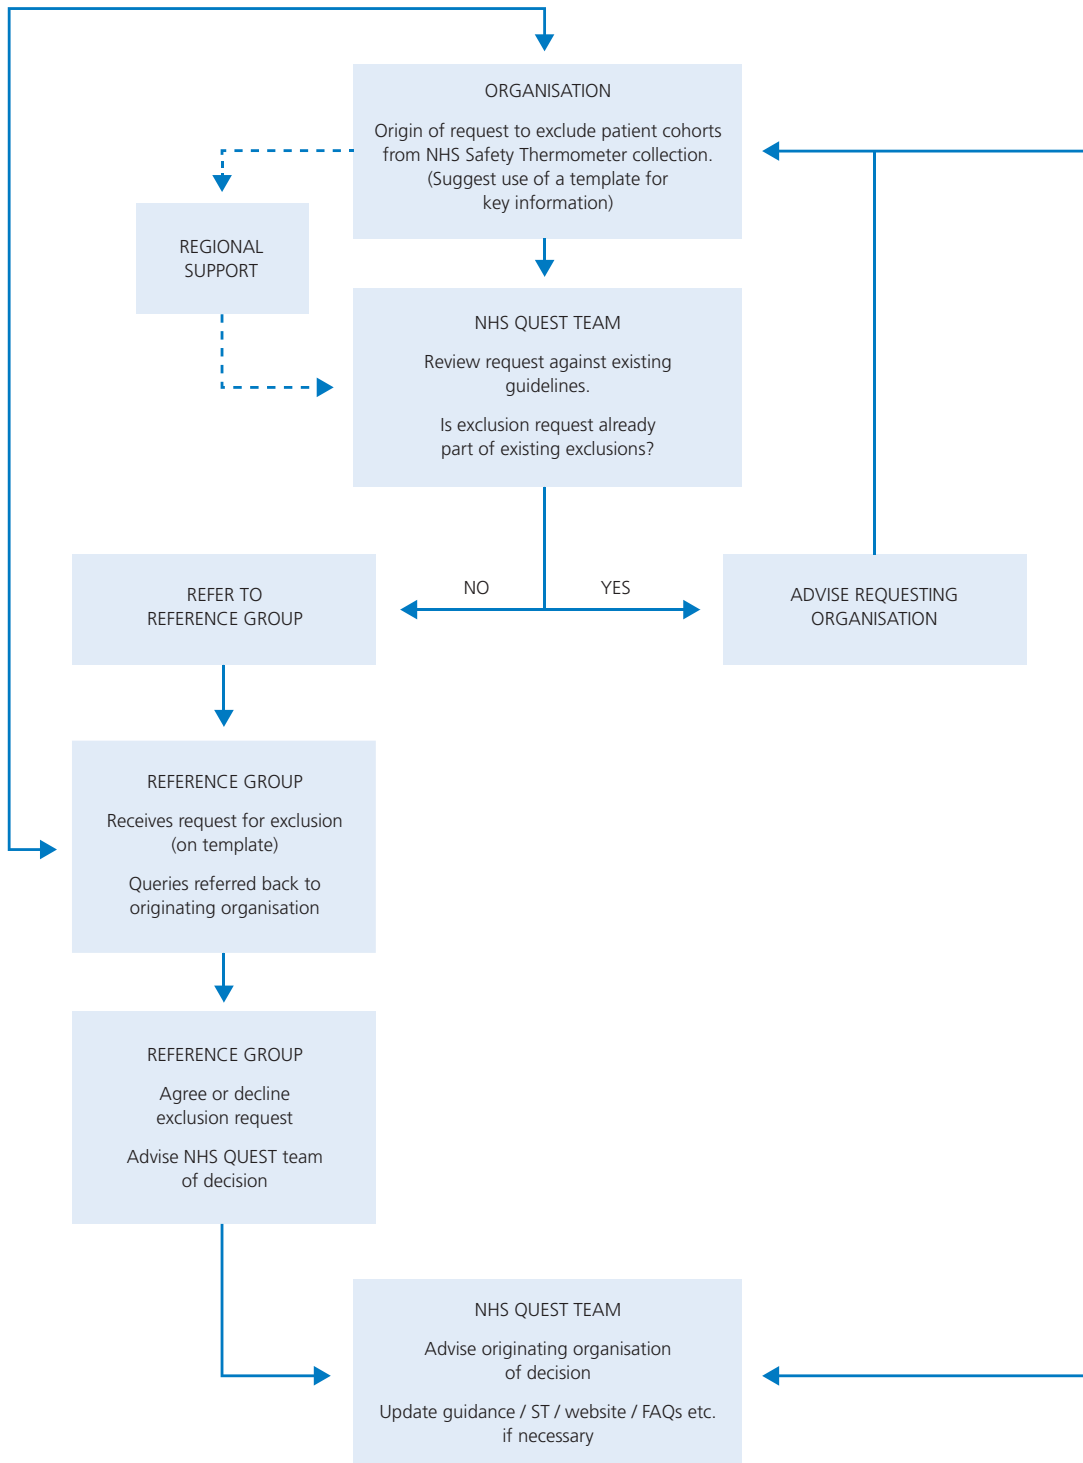 ORGANISATION
Origin of request to exclude patient cohorts
from NHS Safety Thermometer collection.
(Suggest use of a template for
key information)
REGIONAL
SUPPORT
NHS QUEST TEAM
Review request against existing
guidelines.
Is exclusion request already
part of existing exclusions?
NO
YES
REFER TO
REFERENCE GROUP
ADVISE REQUESTING
ORGANISATION
REFERENCE GROUP
Receives request for exclusion
(on template)
Queries referred back to
originating organisation
REFERENCE GROUP
Agree or decline
exclusion request
Advise NHS QUEST team
of decision
NHS QUEST TEAM
Advise originating organisation
of decision
Update guidance / ST / website / FAQs etc.
if necessary